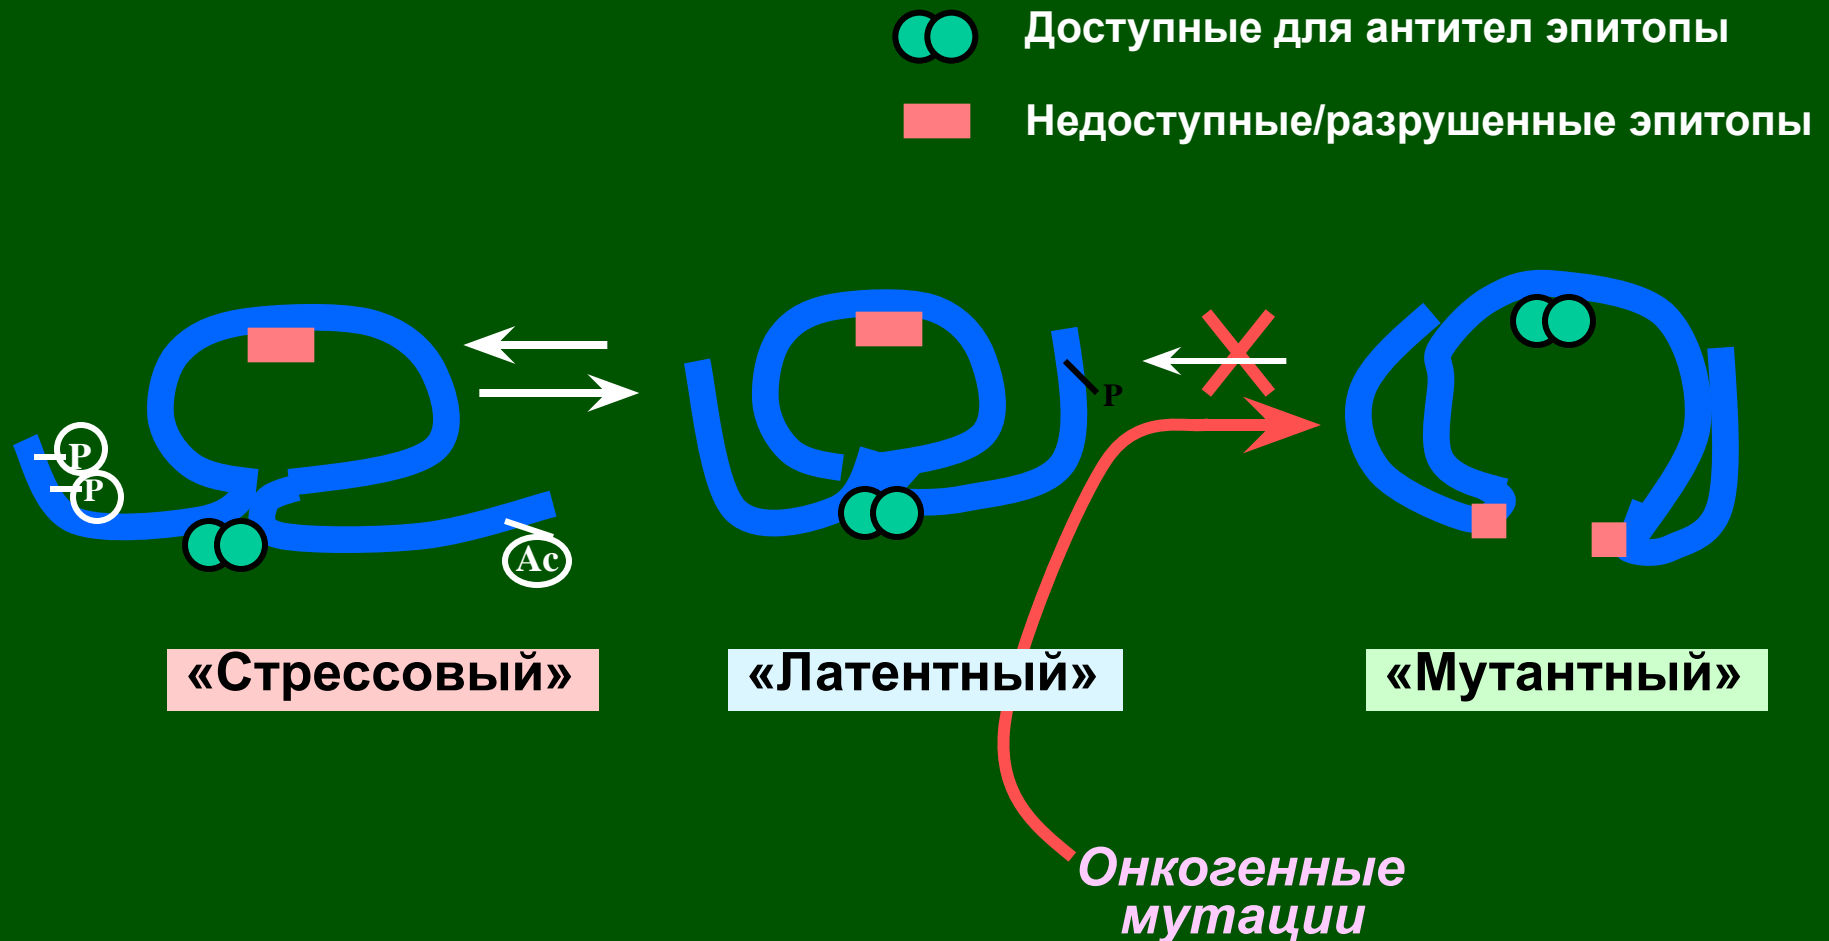 Доступные для антител эпитопы
Недоступные/разрушенные эпитопы
P
P
P
Ac
«Стрессовый»
«Латентный»
«Мутантный»
Онкогенные
мутации